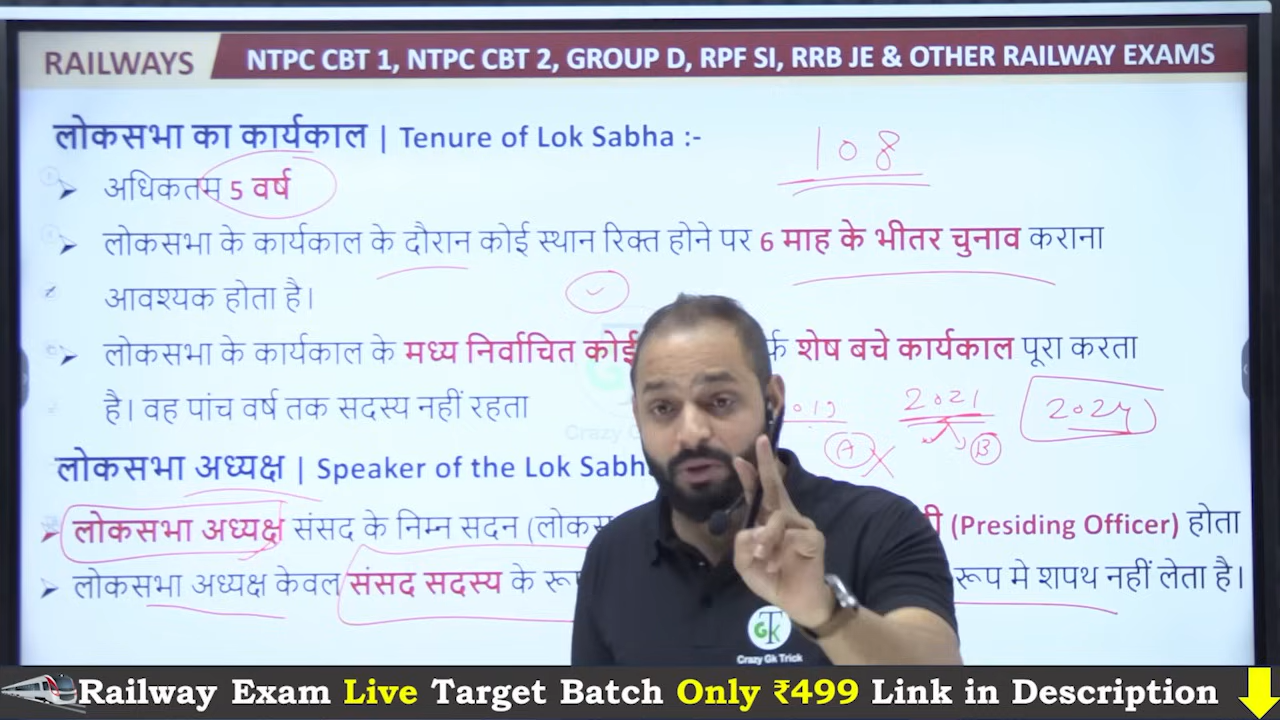 RAILWAYS NTPC CBT 1, NTPC CBT 2, GROUP D, RPF SI, RRB JE & OTHER RAILWAY EXAMS
लोकसभा का कार्यकाल | Tenure of Lok Sabha :-
108
अधिकतम 5 वर्ष
लोकसभा के कार्यकाल के दौरान कोई स्थान रिक्त होने पर 6 माह के भीतर चुनाव कराना
आवश्यक होता है।
लोकसभा के कार्यकाल के मध्य निर्वाचित कोई शेष बचे कार्यकाल पूरा करता
है। वह पांच वर्ष तक सदस्य नहीं रहता
2021 2024
A B
लोकसभा अध्यक्ष | Speaker of the Lok Sabh
लोकसभा अध्यक्ष संसद के निम्न सदन (लोकस (Presiding Officer) होता
लोकसभा अध्यक्ष केवल संसद सदस्य के रूप मे शपथ नहीं लेता है।
GTK
Crazy Gk Trick
Railway Exam Live Target Batch Only ₹499 Link in Description